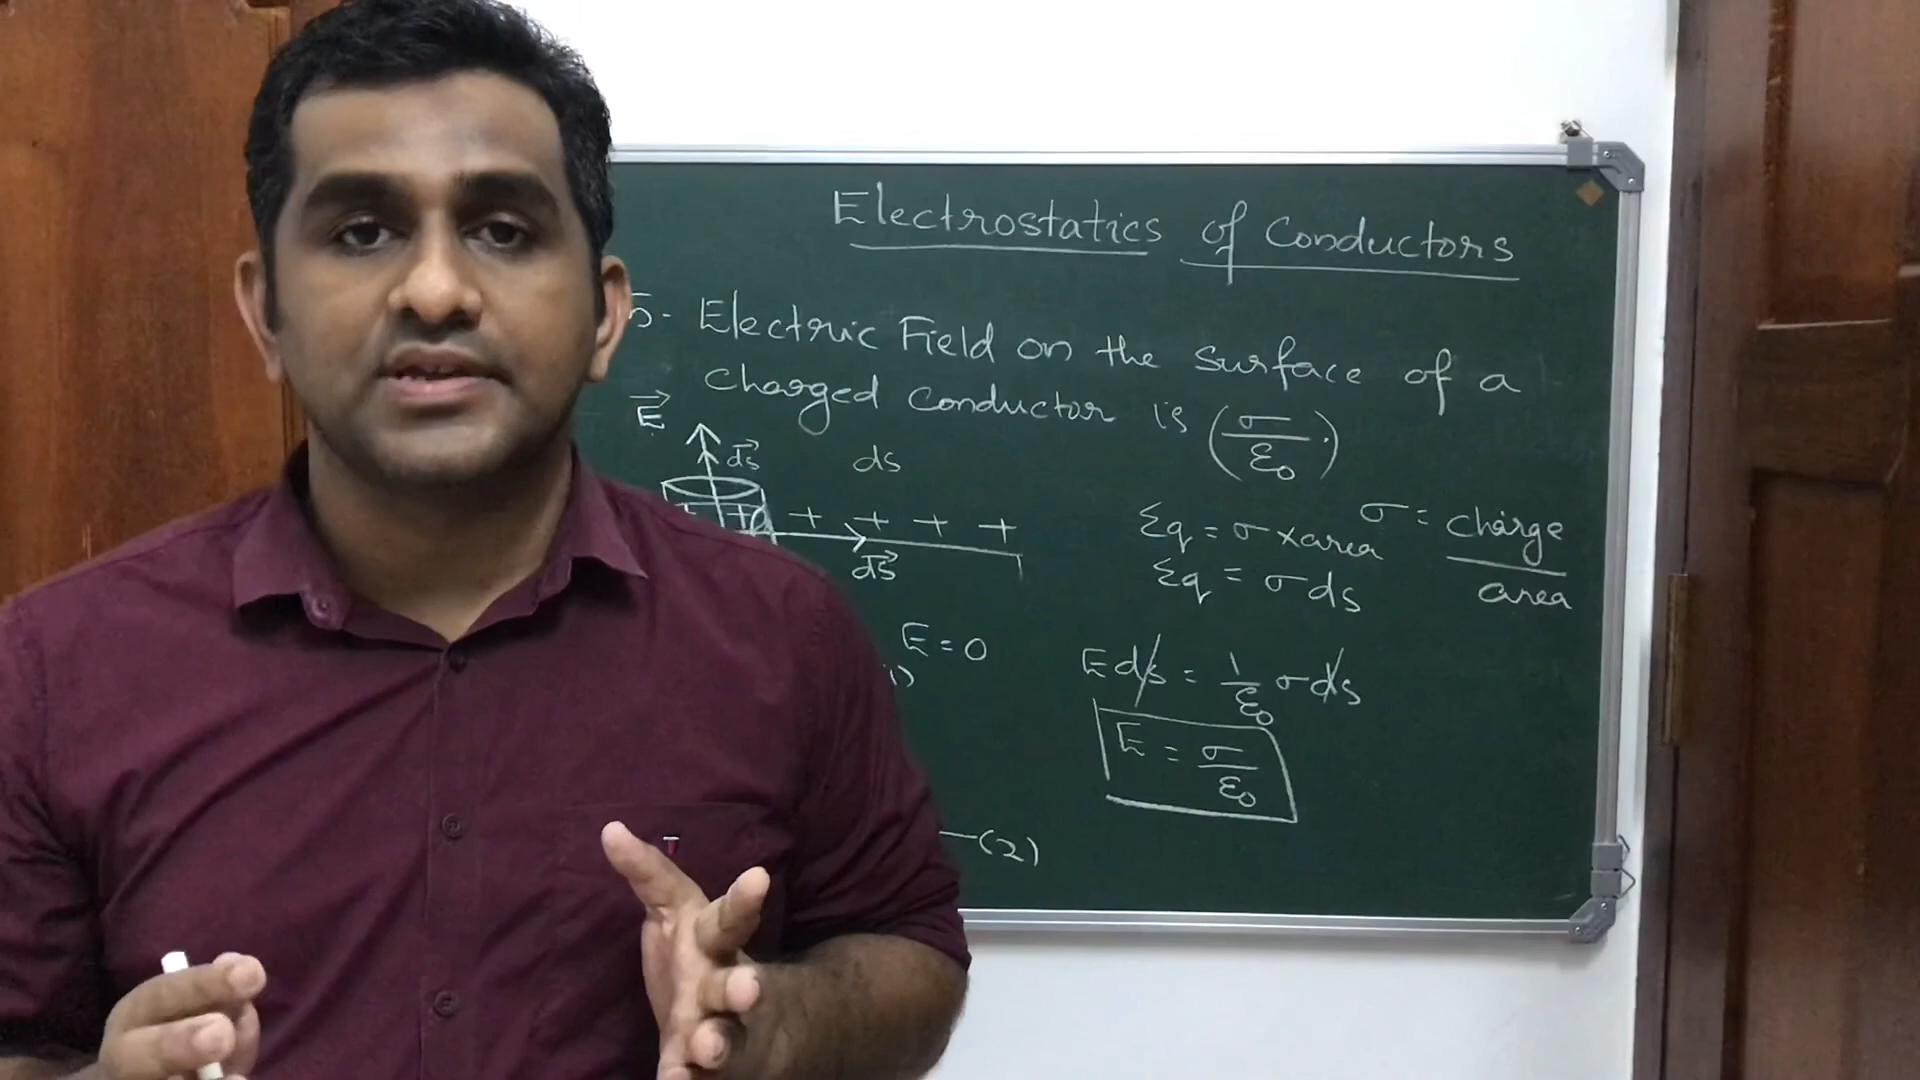 Electrostatics of Conductors
5. Electric Field on the surface of a
charged conductor is (σ/ε₀).
E⃗
ds⃗
ds
+ + + + +
ds⃗
Σq = σ x area
σ = charge/area
Σq = σ ds
E = 0
E ds = 1/ε₀ σ ds
E = σ/ε₀
—(2)